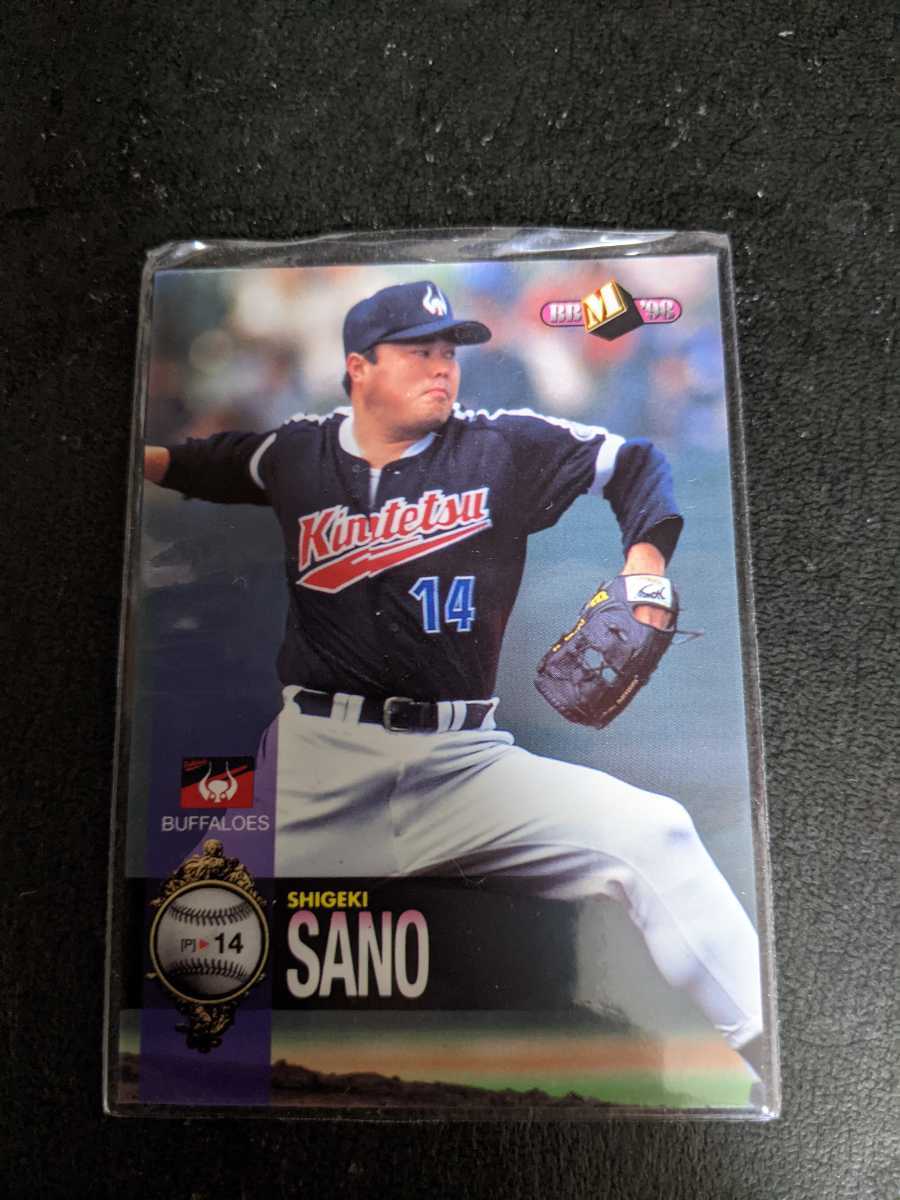 BBM '98
Kintetsu
14
BUFFALOES
SHIGEKI
SANO
[P] 14